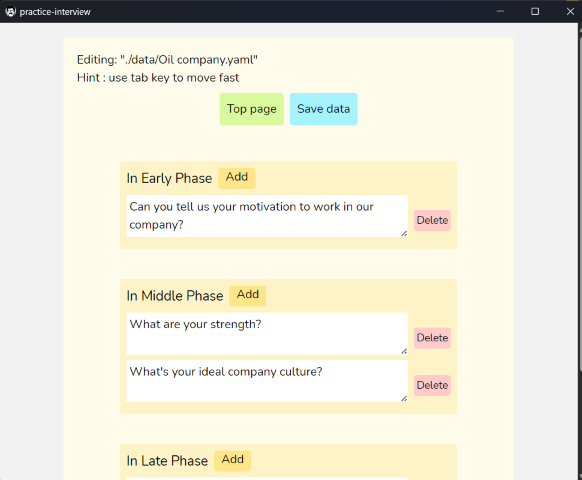 practice-interview
Editing: "./data/Oil company.yaml"
Hint : use tab key to move fast
Top page
Save data
In Early Phase
Add
Can you tell us your motivation to work in our
company?
Delete
In Middle Phase
Add
What are your strength?
Delete
What's your ideal company culture?
Delete
In Late Phase
Add